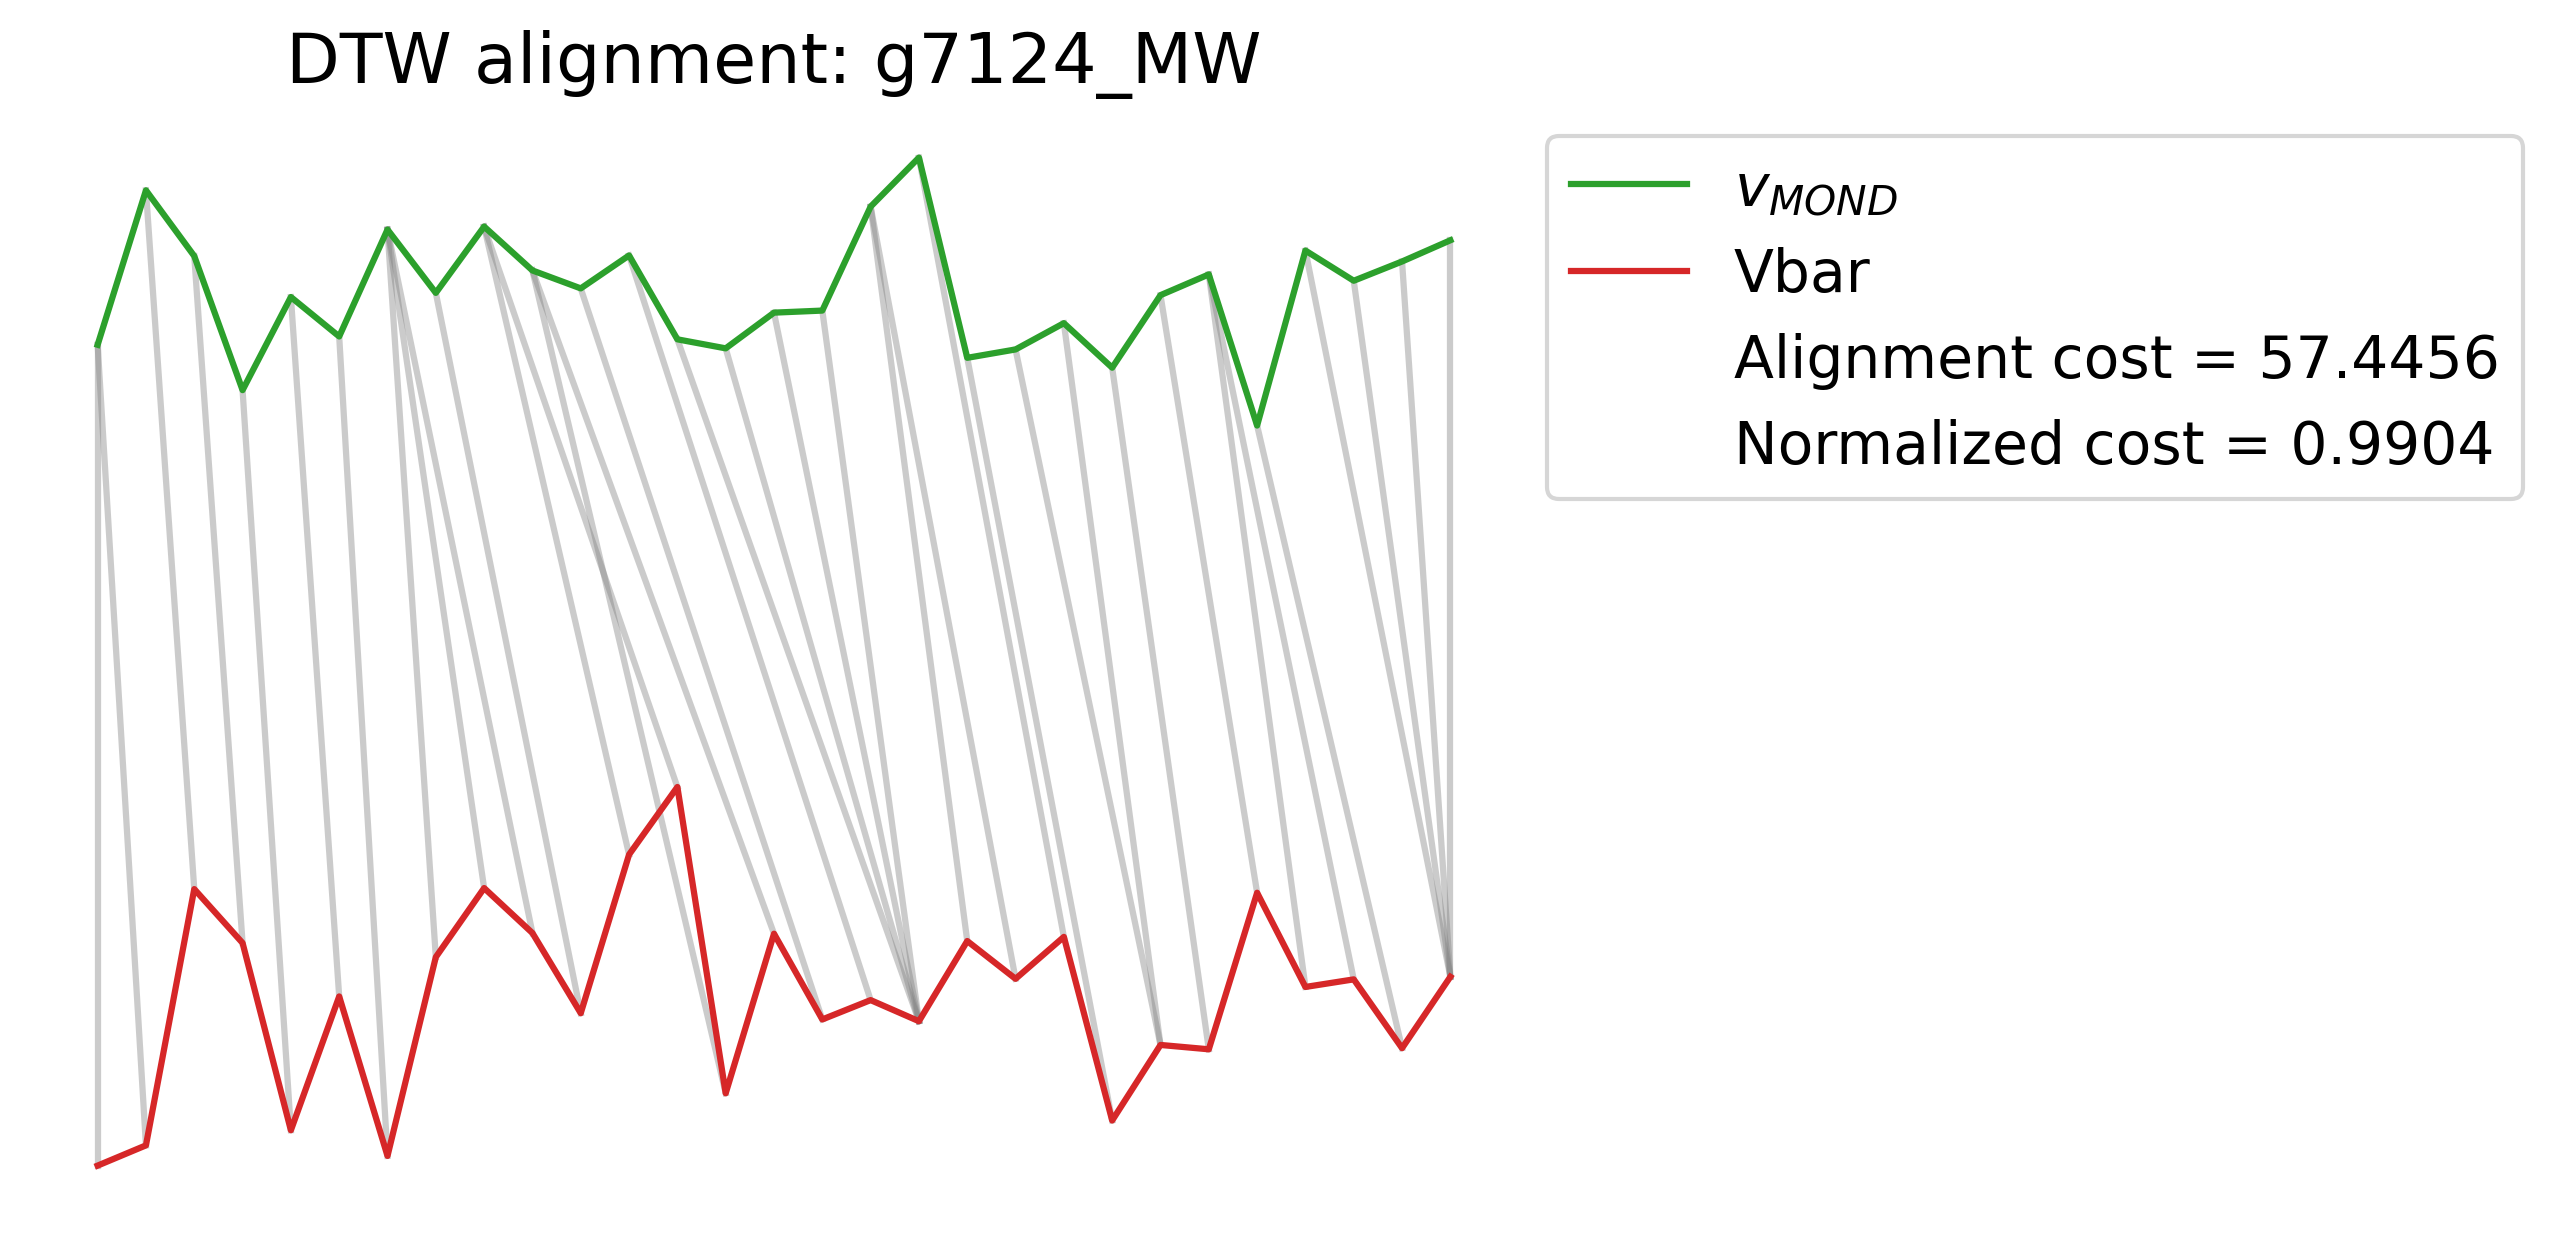 DTW alignment: g7124_MW
v_MOND
Vbar
Alignment cost = 57.4456
Normalized cost = 0.9904